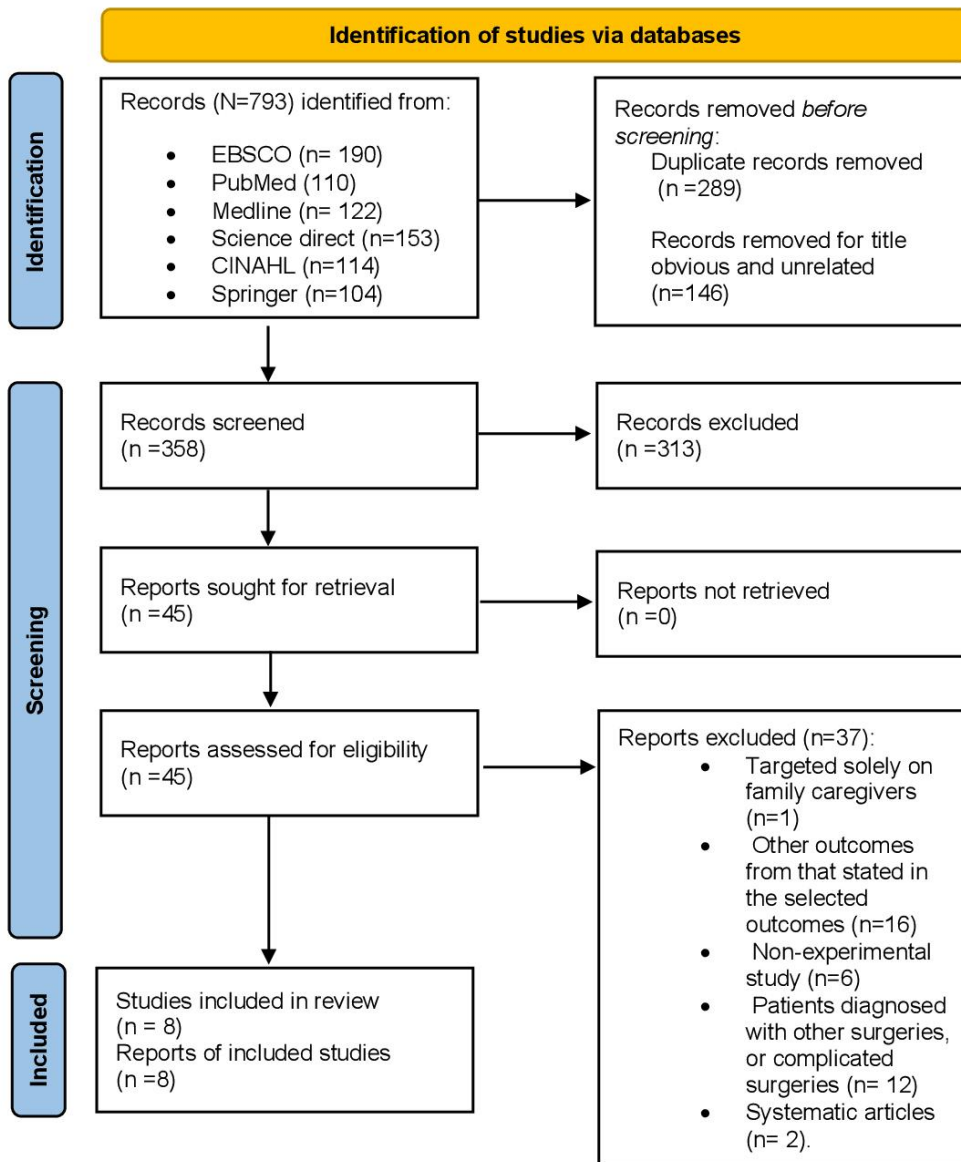 Identification of studies via databases
Identification
Records (N=793) identified from:
• EBSCO (n= 190)
• PubMed (110)
• Medline (n= 122)
• Science direct (n=153)
• CINAHL (n=114)
• Springer (n=104)
Records removed before
screening:
Duplicate records removed
(n =289)
Records removed for title
obvious and unrelated
(n=146)
Screening
Records screened
(n =358)
Records excluded
(n =313)
Reports sought for retrieval
(n =45)
Reports not retrieved
(n =0)
Reports assessed for eligibility
(n =45)
Reports excluded (n=37):
• Targeted solely on
family caregivers
(n=1)
• Other outcomes
from that stated in
the selected
outcomes (n=16)
• Non-experimental
study (n=6)
• Patients diagnosed
with other surgeries,
or complicated
surgeries (n= 12)
• Systematic articles
(n= 2).
Included
Studies included in review
(n = 8)
Reports of included studies
(n =8)